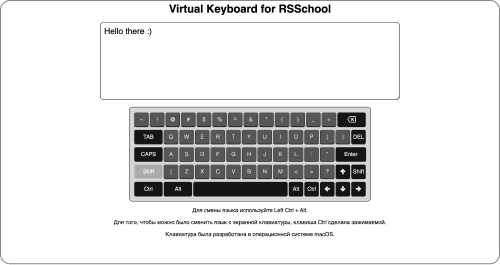 Virtual Keyboard for RSSchool
Hello there :)
~ ! @ # $ % ^ & * ( ) _ +
TAB Q W E R T Y U I O P { } DEL
CAPS A S D F G H J K L : " Enter
Shift | Z X C V B N M < > ? ↑ Shift
Ctrl Alt Alt Ctrl ← ↓ →
Для смены языка используйте Left Ctrl + Alt.
Для того, чтобы можно было сменить язык с экранной клавиатуры, клавиша Ctrl сделана зажимаемой.
Клавиатура была разработана в операционной системе macOS.